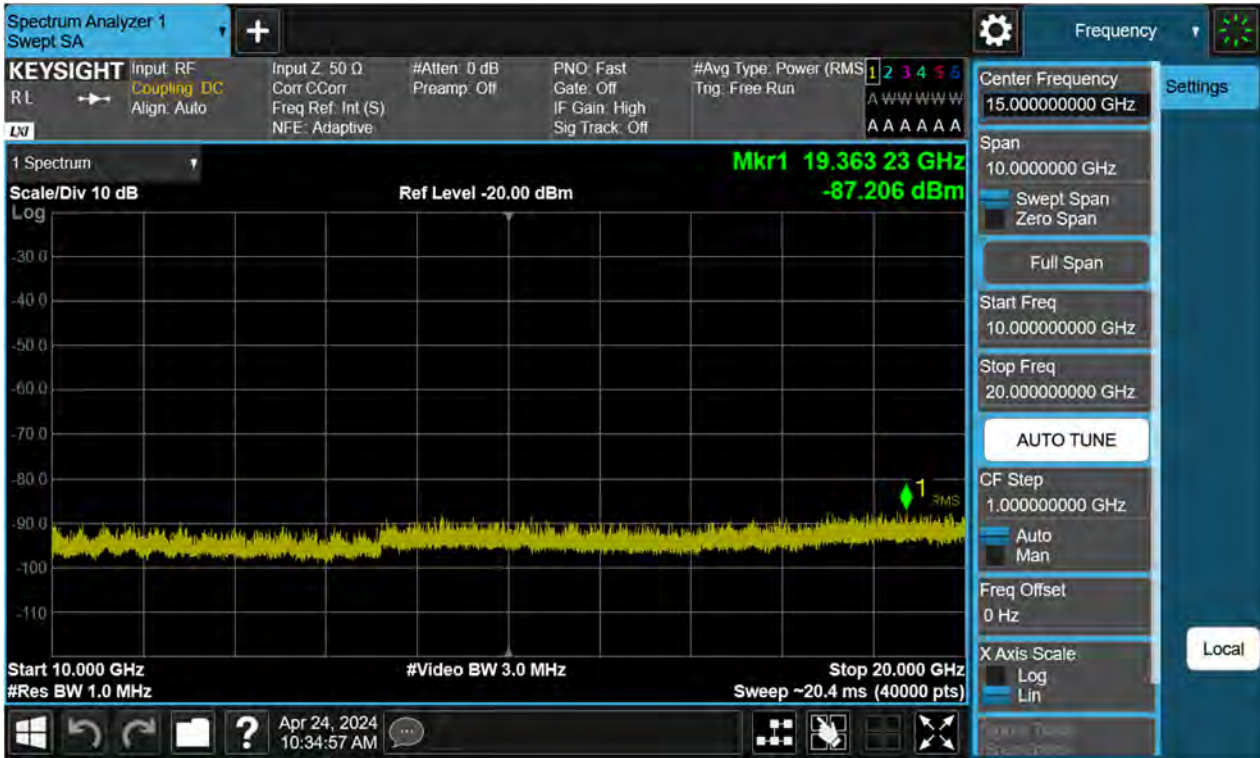 Spectrum Analyzer 1
Swept SA
Frequency
KEYSIGHT
RL
LXI
Input: RF
Coupling: DC
Align: Auto
Input Z: 50 Ω
Corr CCorr
Freq Ref: Int (S)
NFE: Adaptive
#Atten: 0 dB
Preamp: Off
PNO: Fast
Gate: Off
IF Gain: High
Sig Track: Off
#Avg Type: Power (RMS
Trig: Free Run
1 2 3 4 5 6
A W W W W W
A A A A A A
1 Spectrum
Mkr1 19.363 23 GHz
Scale/Div 10 dB
Ref Level -20.00 dBm
-87.206 dBm
Log
-30.0
-40.0
-50.0
-60.0
-70.0
-80.0
-90.0
-100
-110
1
RMS
Start 10.000 GHz
#Video BW 3.0 MHz
Stop 20.000 GHz
#Res BW 1.0 MHz
Sweep ~20.4 ms (40000 pts)
Center Frequency
15.000000000 GHz
Settings
Span
10.0000000 GHz
Swept Span
Zero Span
Full Span
Start Freq
10.000000000 GHz
Stop Freq
20.000000000 GHz
AUTO TUNE
CF Step
1.000000000 GHz
Auto
Man
Freq Offset
0 Hz
X Axis Scale
Log
Lin
Local
?
Apr 24, 2024
10:34:57 AM